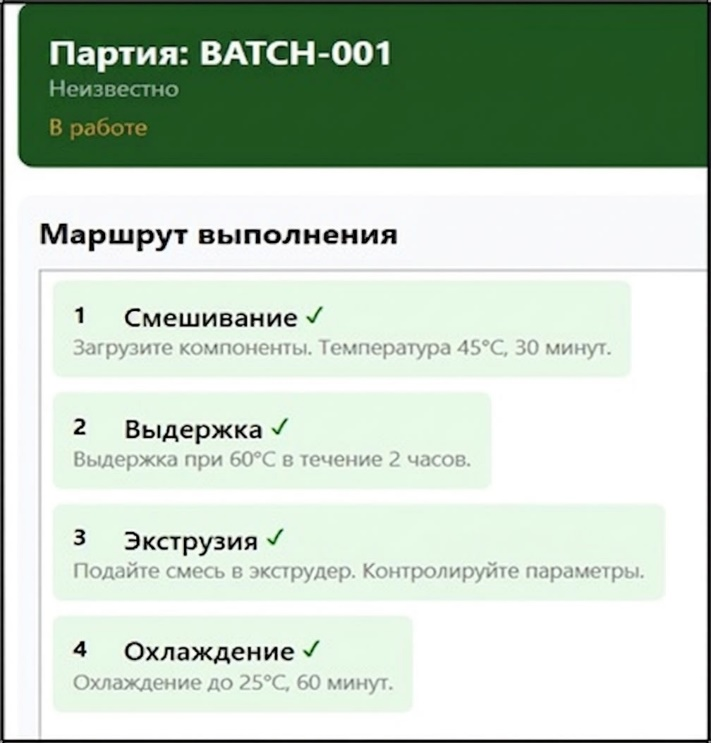 Партия: BATCH-001
Неизвестно
В работе
Маршрут выполнения
1 Смешивание ✓
Загрузите компоненты. Температура 45°C, 30 минут.
2 Выдержка ✓
Выдержка при 60°C в течение 2 часов.
3 Экструзия ✓
Подайте смесь в экструдер. Контролируйте параметры.
4 Охлаждение ✓
Охлаждение до 25°C, 60 минут.